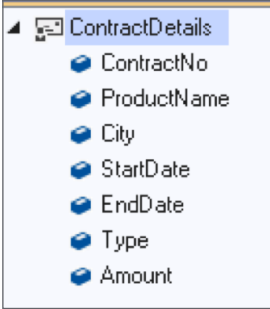 ContractDetails
ContractNo
ProductName
City
StartDate
EndDate
Type
Amount